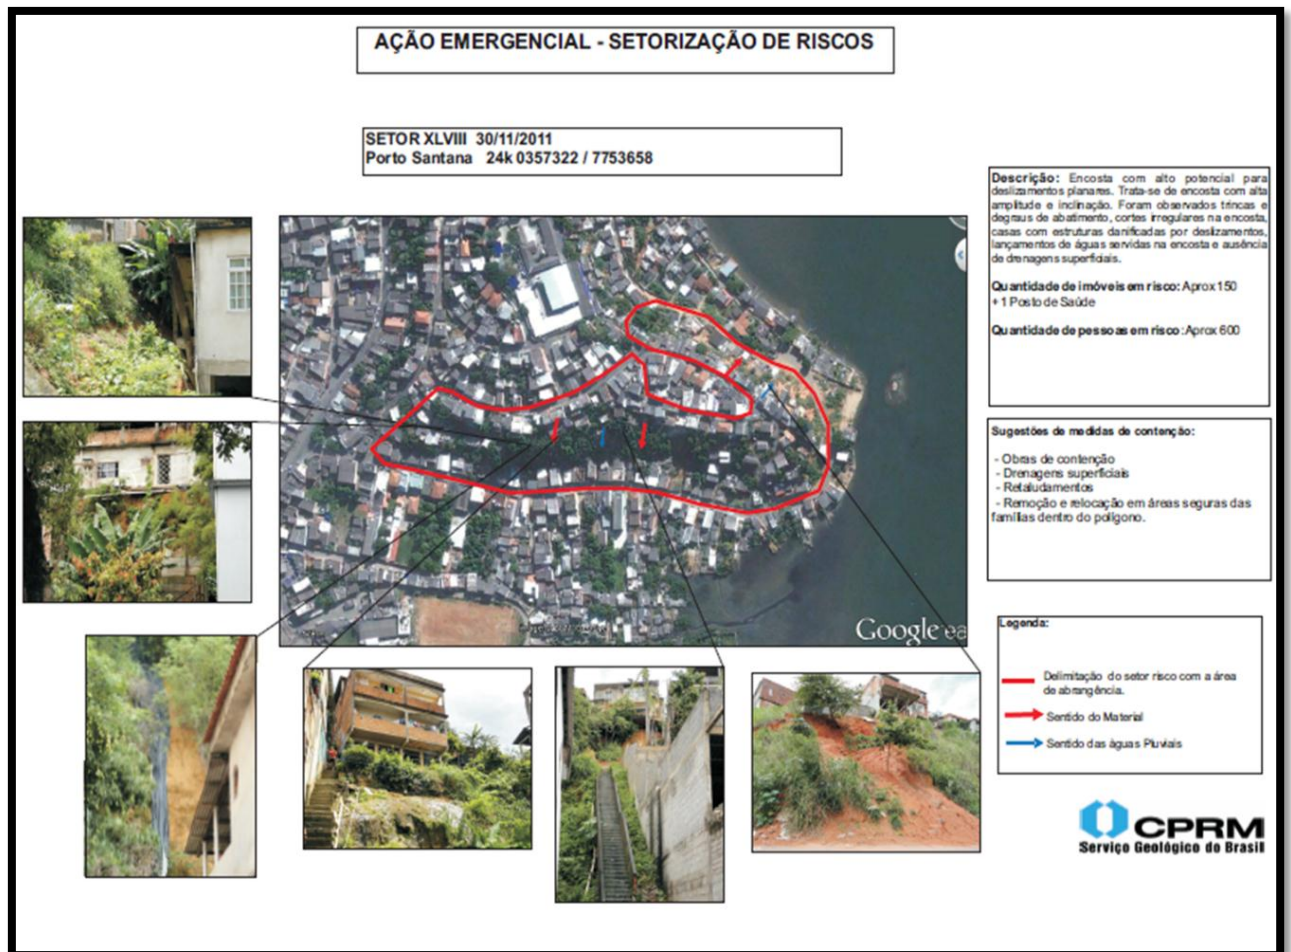 AÇÃO EMERGENCIAL - SETORIZAÇÃO DE RISCOS
SETOR XLVIII 30/11/2011
Porto Santana 24k 0357322 / 7753658
Descrição: Encosta com alto potencial para
deslizamentos planares. Trata-se de encosta com alta
amplitude e inclinação. Foram observados trincas e
degraus de abatimento, cortes irregulares na encosta,
casas com estruturas danificadas por deslizamentos,
lançamentos de águas servidas na encosta e ausência
de drenagens superficiais.
Quantidade de imóveis em risco: Aprox 150
+ 1 Posto de Saúde
Quantidade de pessoas em risco: Aprox 600
Sugestões de medidas de contenção:
- Obras de contenção
- Drenagens superficiais
- Retaludamentos
- Remoção e relocação em áreas seguras das
famílias dentro do polígono.
Google ea
Legenda:
Delimitação do setor risco com a área
de abrangência.
Sentido do Material
Sentido das águas Pluviais
CPRM
Serviço Geológico do Brasil